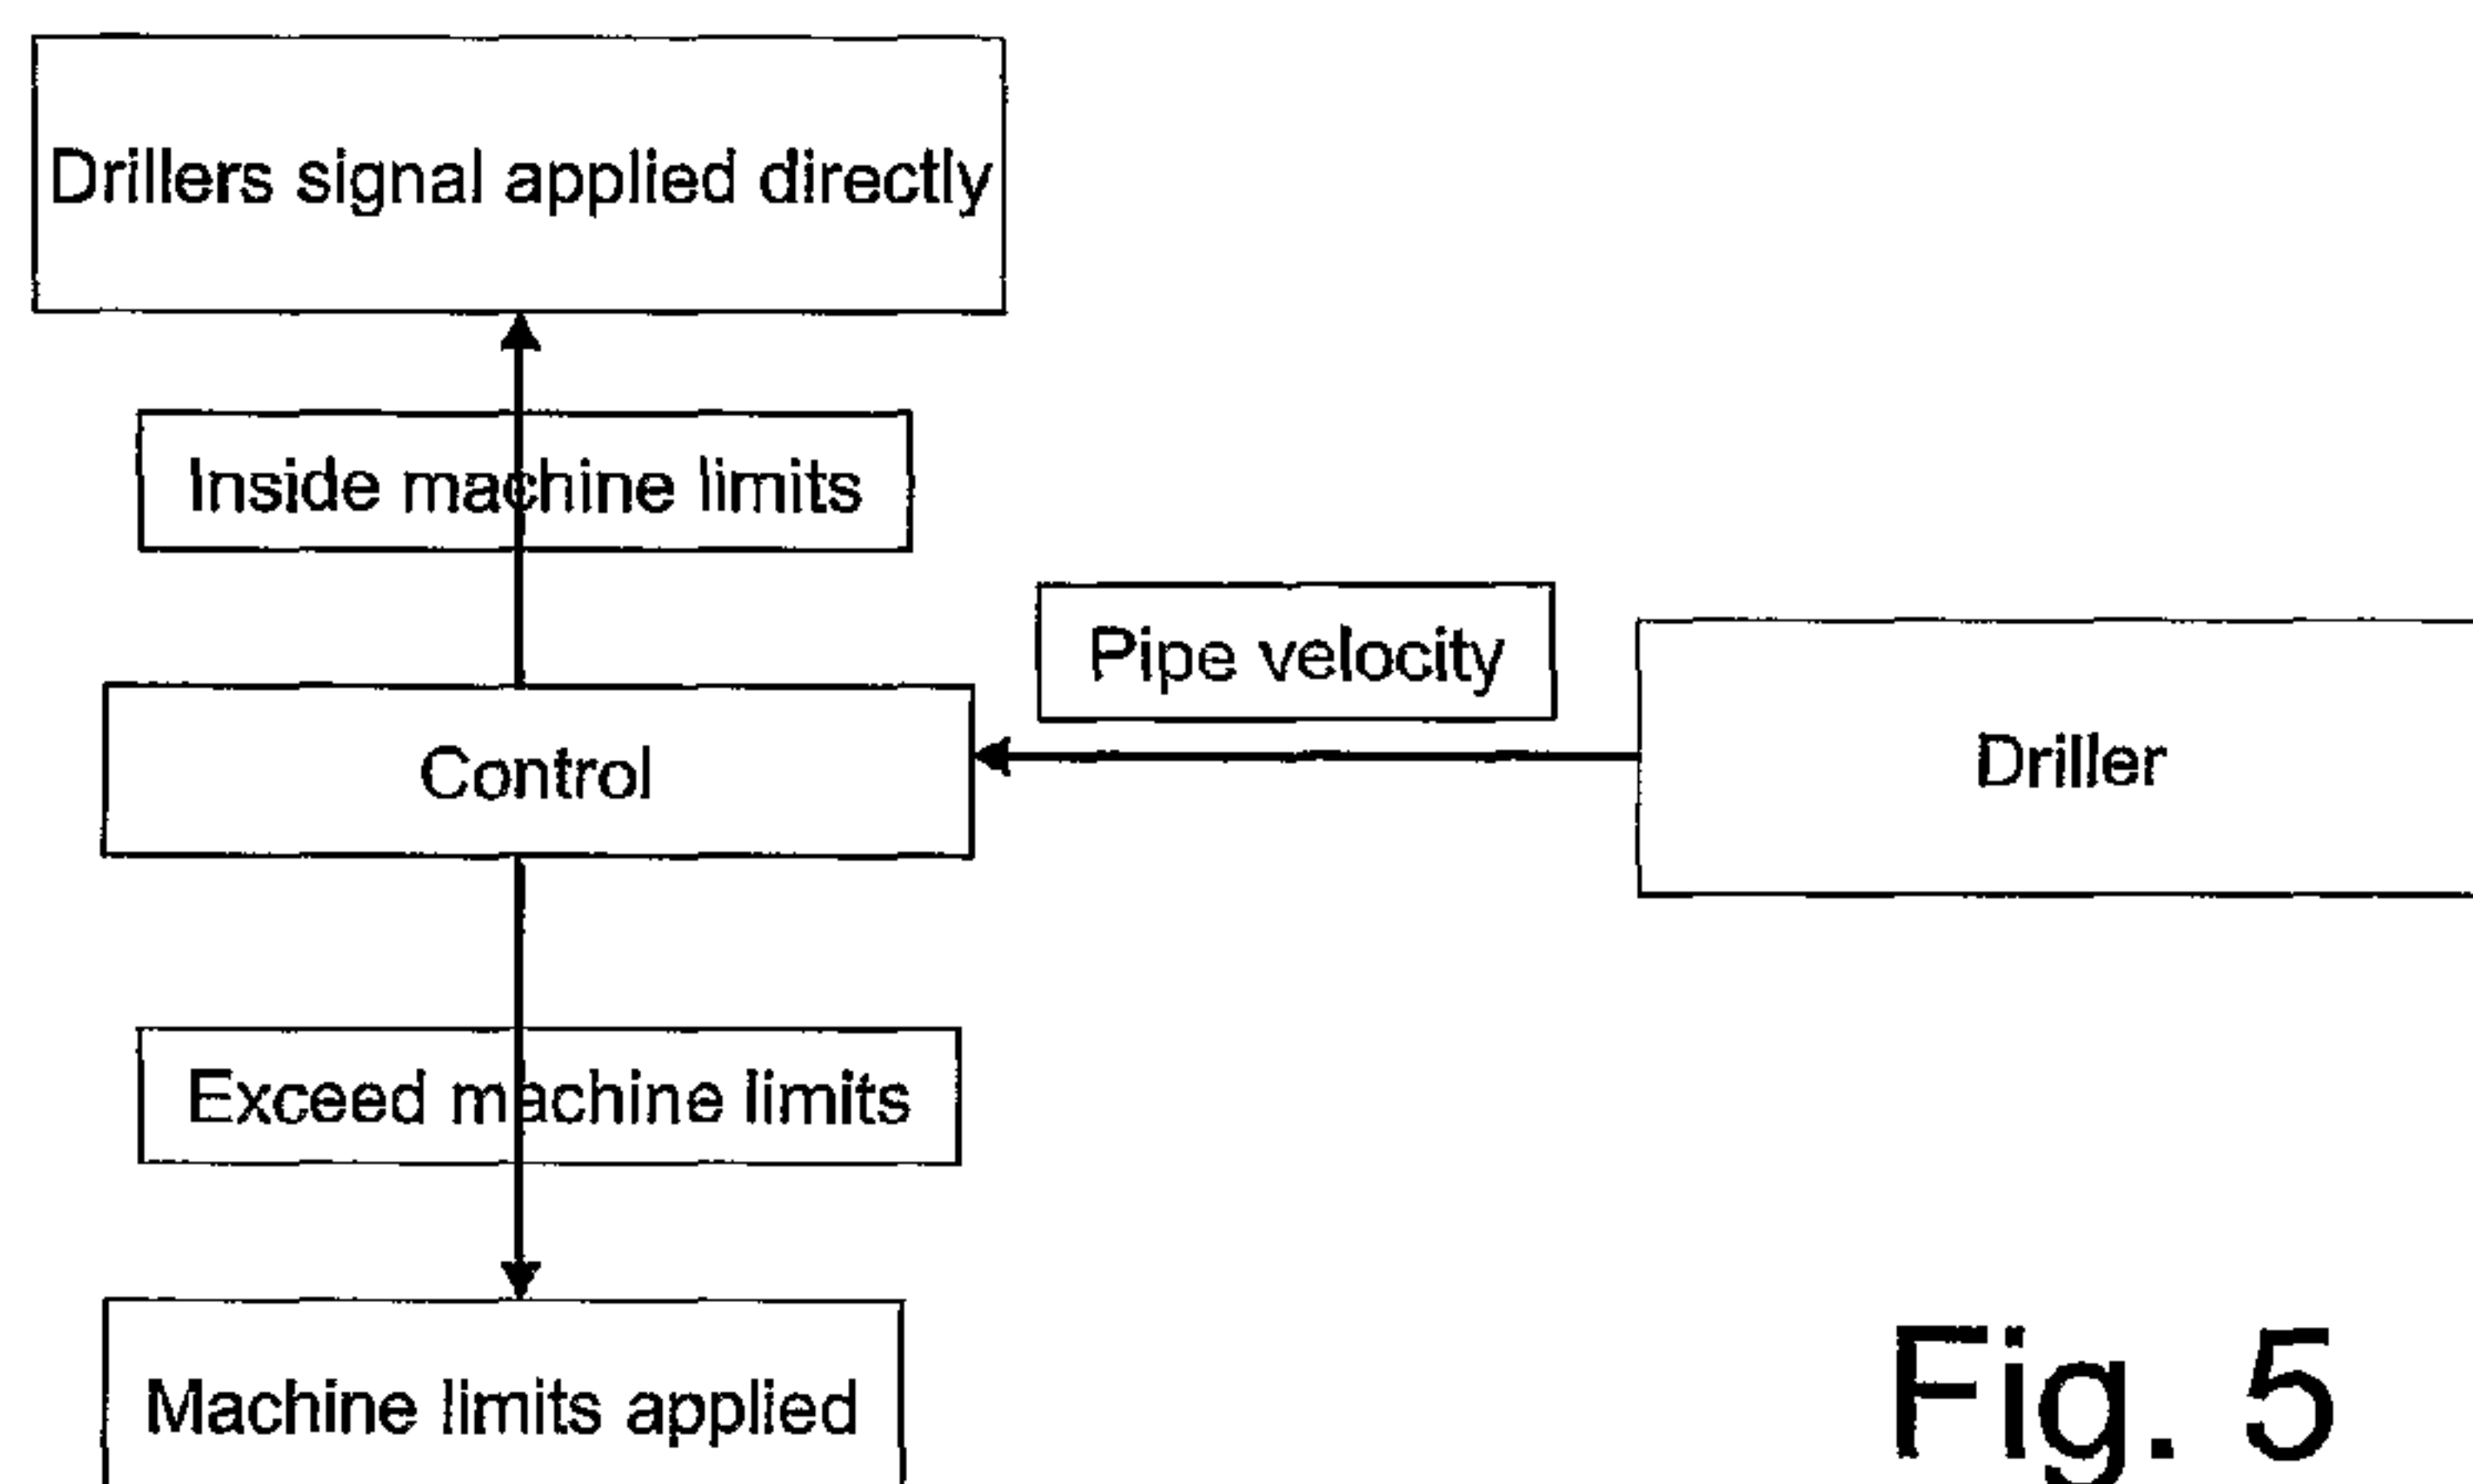 Drillers signal applied directly
Inside machine limits
Pipe velocity
Control
Driller
Exceed machine limits
Machine limits applied
Fig. 5